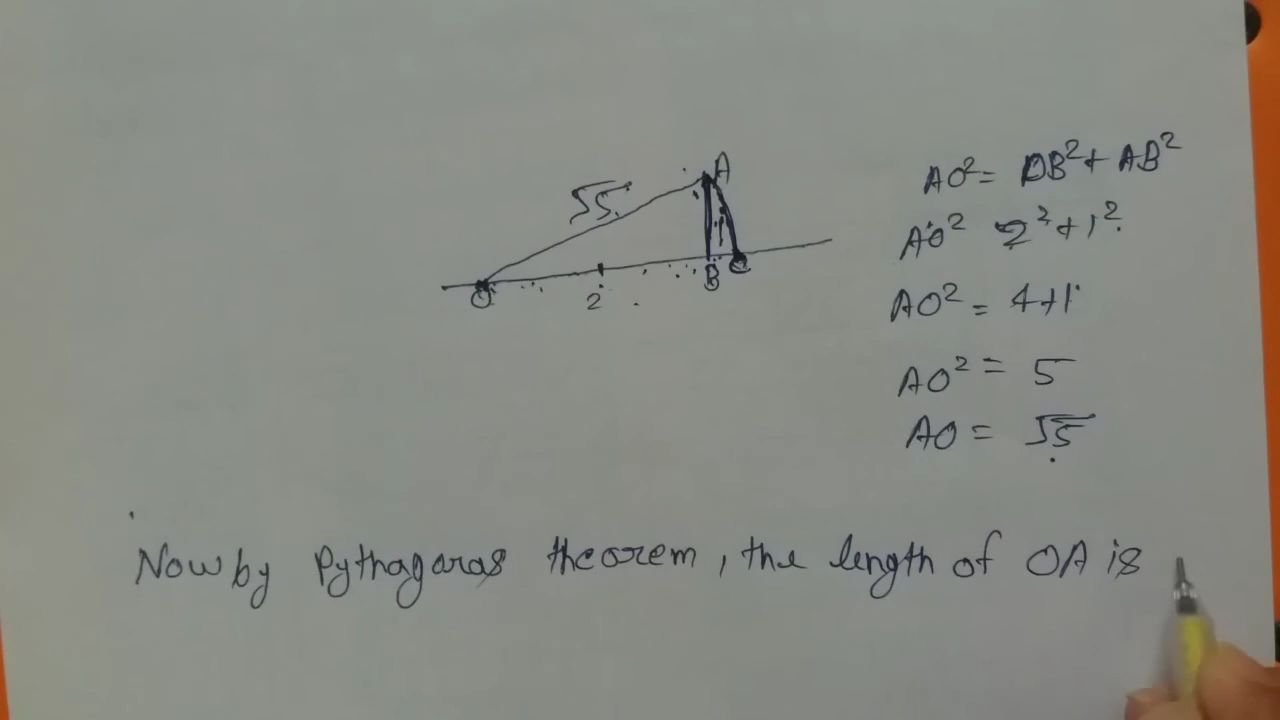 A
√5
O
2
B
C
AO²= OB²+ AB²
AO² 2²+1²
AO² = 4+1
AO² = 5
AO = √5
Now by Pythagoras theorem, the length of OA is